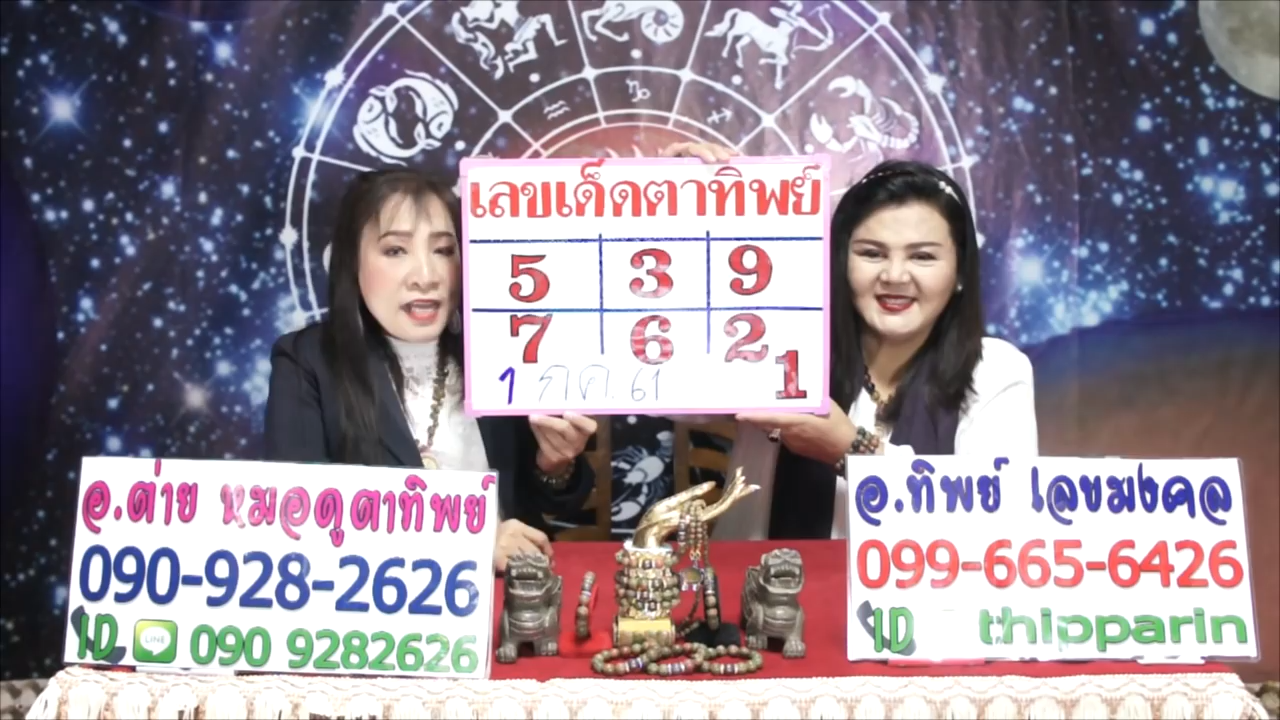 เลขเด็ดตาทิพย์
5 3 9
7 6 2 1
1 ก.ค. 61
อ.ต่าย หมอดูตาทิพย์
090-928-2626
ID LINE 090 9282626
อ.ทิพย์ เลขมงคล
099-665-6426
ID thipparin